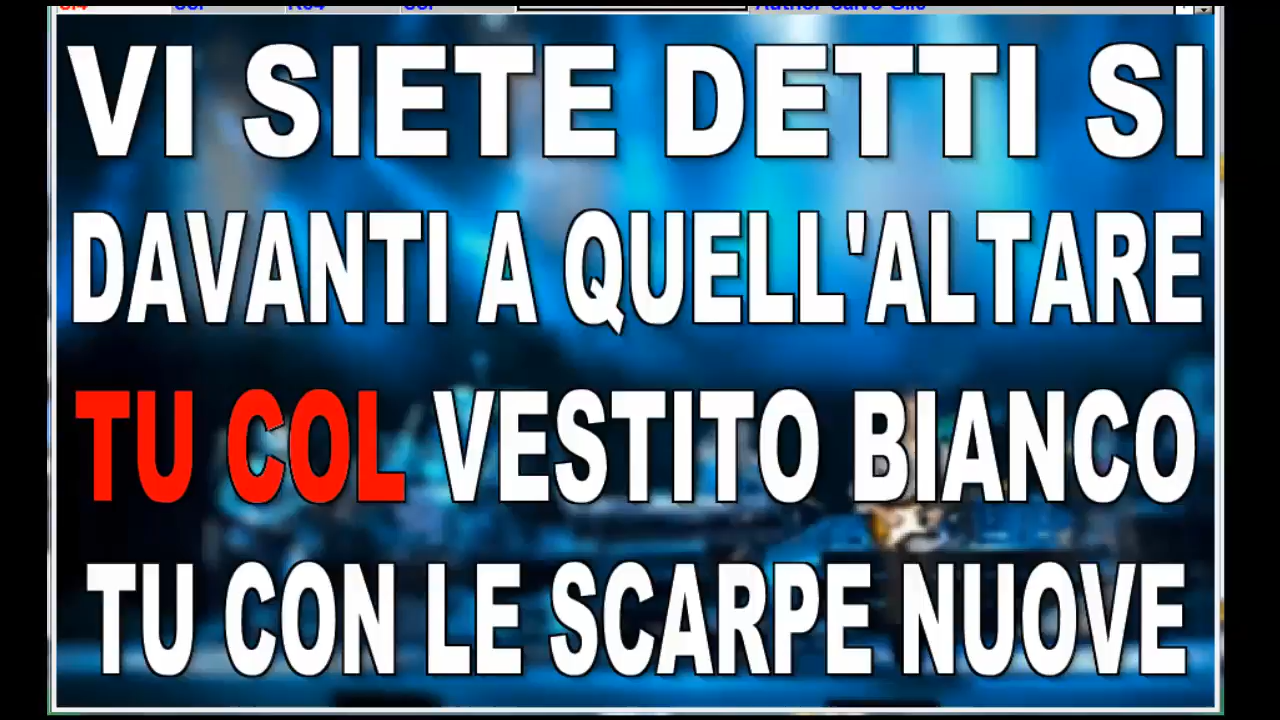 VI SIETE DETTI SI
DAVANTI A QUELL'ALTARE
TU COL VESTITO BIANCO
TU CON LE SCARPE NUOVE